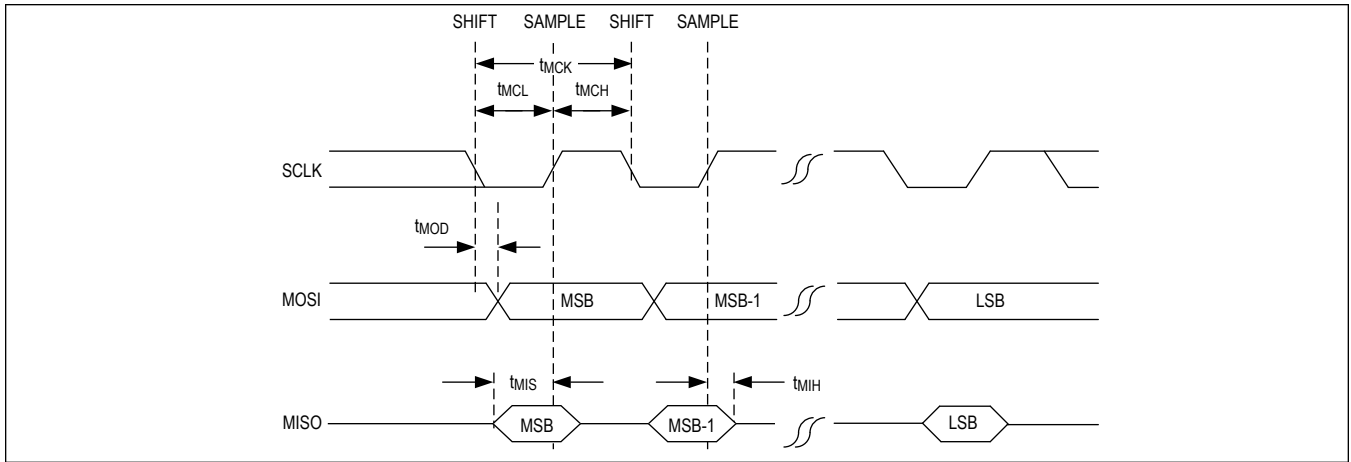 SHIFT SAMPLE SHIFT SAMPLE
tMCK
tMCL tMCH
SCLK
tMOD
MOSI MSB MSB-1 LSB
tMIS tMIH
MISO MSB MSB-1 LSB